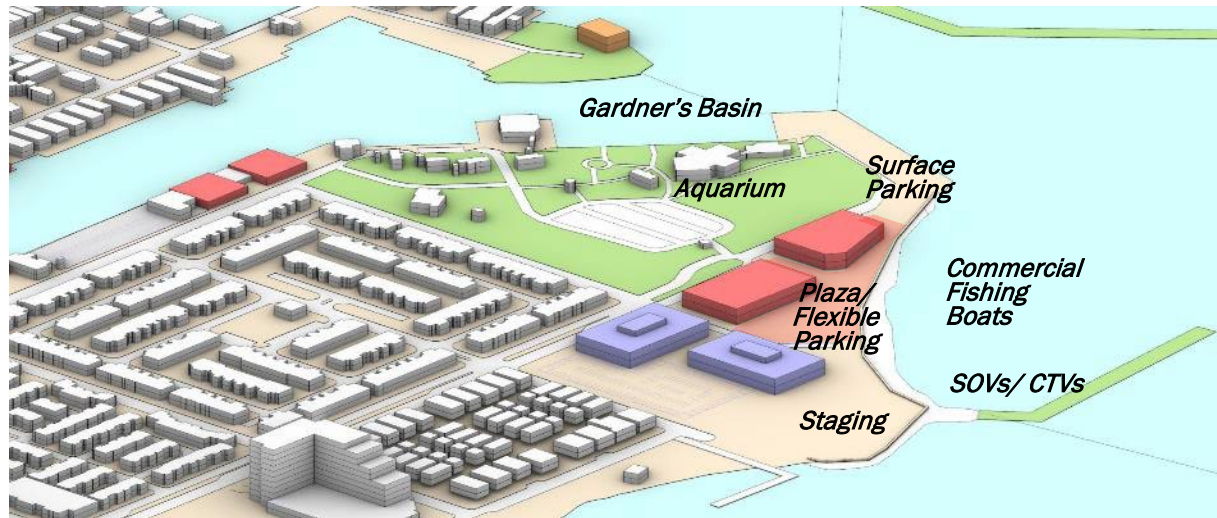 Gardner's Basin
Surface
Parking
Aquarium
Commercial
Fishing
Boats
Plaza/
Flexible
Parking
SOVs/ CTVs
Staging